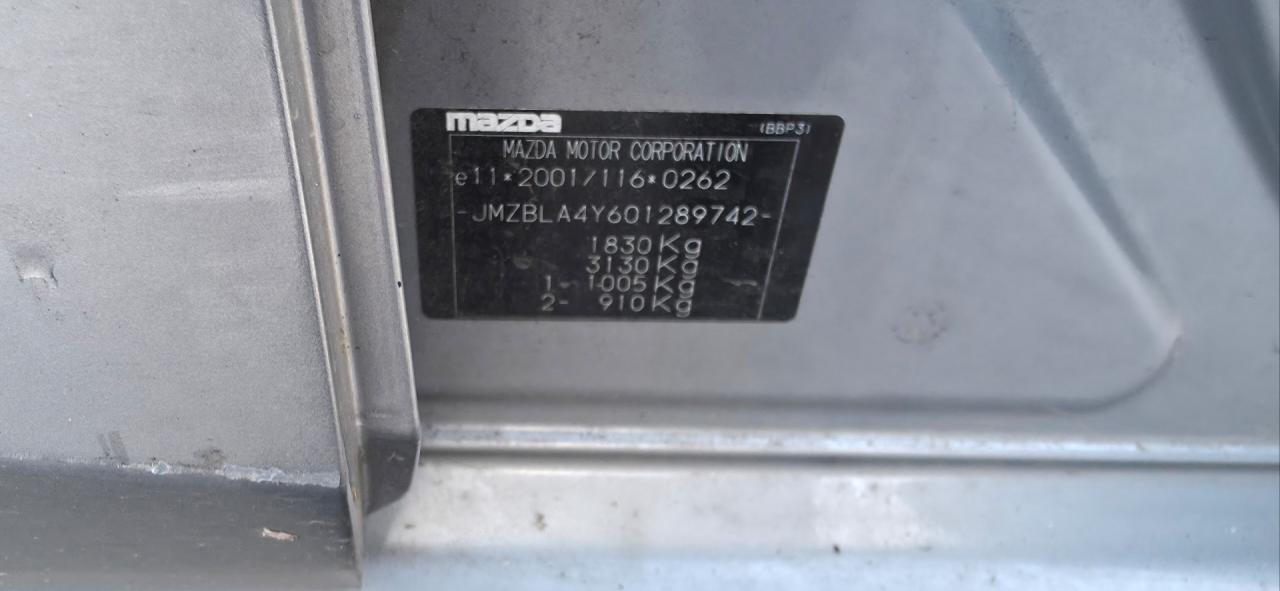 mazda
(BBP3)
MAZDA MOTOR CORPORATION
e11*2001/116*0262
-JMZBLA4Y601289742-
1830Kg
3130Kg
1- 1005Kg
2- 910Kg